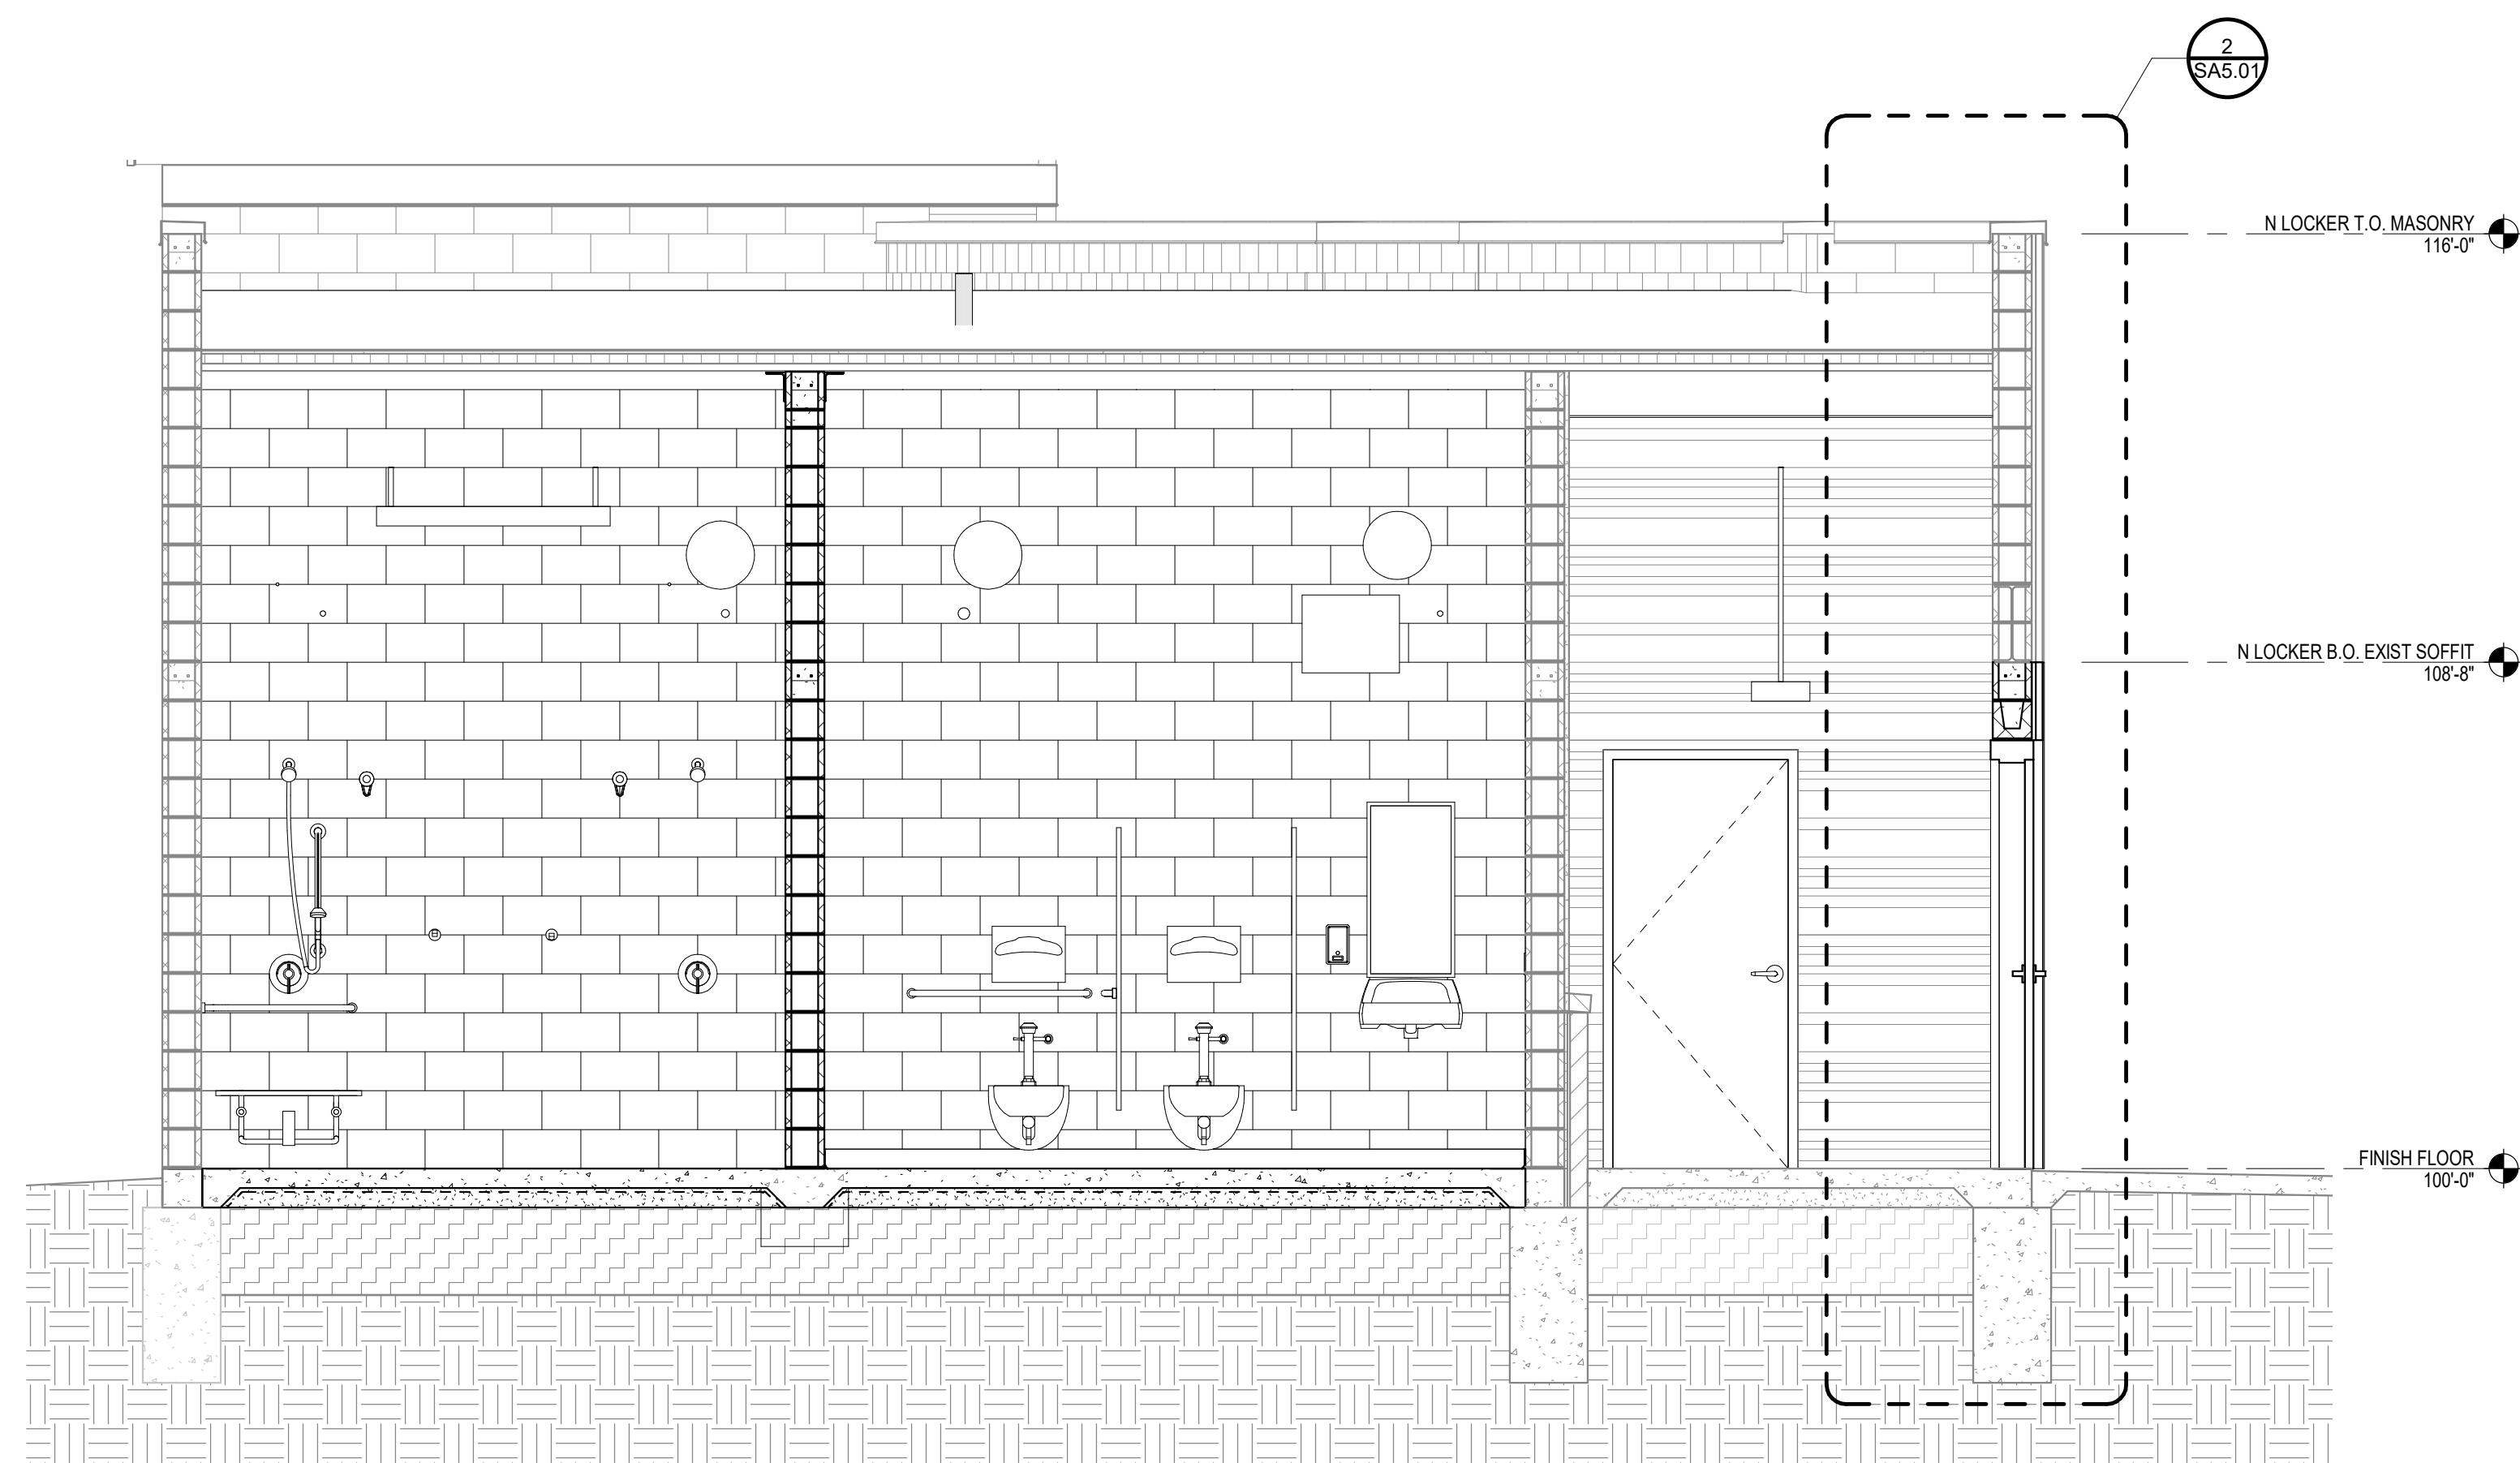 2
SA5.01
N LOCKER T.O. MASONRY
116'-0"
N LOCKER B.O. EXIST SOFFIT
108'-8"
FINISH FLOOR
100'-0"